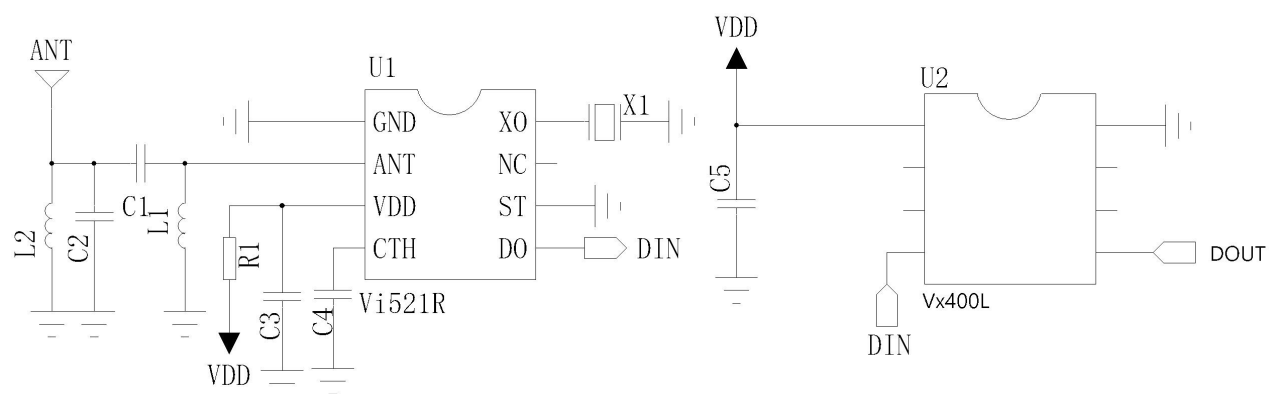 ANT
U1
GND
XO
X1
ANT
NC
VDD
ST
CTH
DO
DIN
Vi521R
L2
C2
C1
L1
R1
VDD
C3
C4
VDD
C5
U2
Vx400L
DIN
DOUT